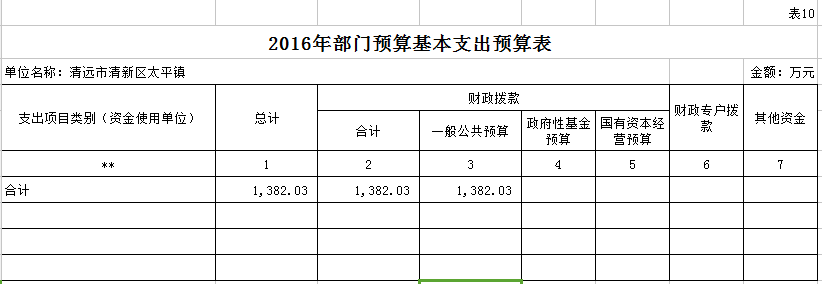 表10
2016年部门预算基本支出预算表
单位名称：清远市清新区太平镇 金额：万元
支出项目类别（资金使用单位） 总计 财政拨款 财政专户拨款 其他资金
合计 一般公共预算 政府性基金预算 国有资本经营预算
** 1 2 3 4 5 6 7
合计 1,382.03 1,382.03 1,382.03